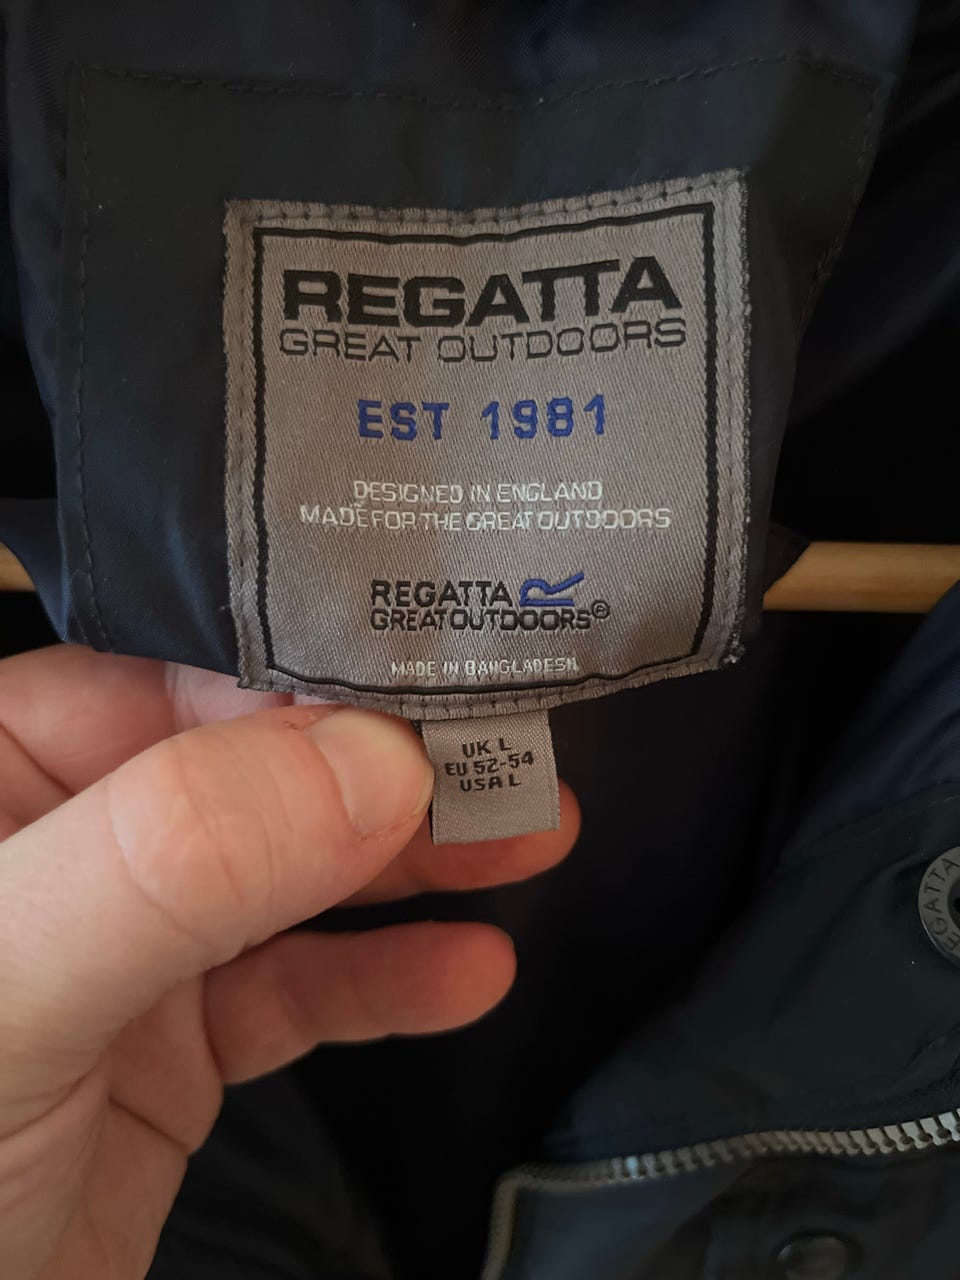 REGATTA
GREAT OUTDOORS
EST 1981
DESIGNED IN ENGLAND
MADE FOR THE GREAT OUTDOORS
REGATTA R
GREAT OUTDOORS®
MADE IN BANGLADESH
UK L
EU 52-54
USA L
REGATTA